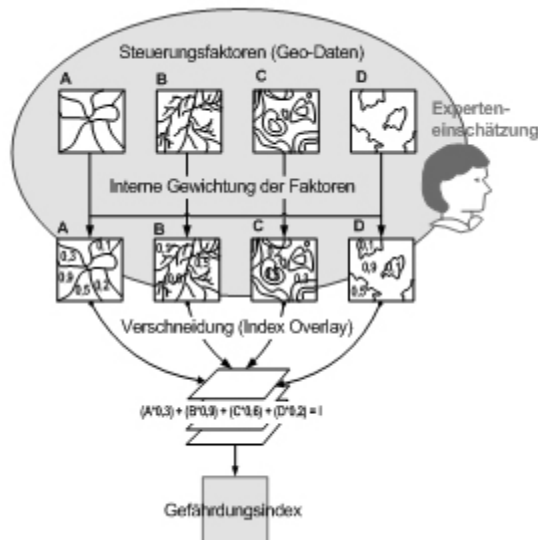 Steuerungsfaktoren (Geo-Daten)
A B C D
Experten-
einschätzung
Interne Gewichtung der Faktoren
A B C D
0,3 0,1 0,9 0,2 0,5
0,1 0,9
Verschneidung (Index Overlay)
(A*0,3) + (B*0,9) + (C*0,6) + (D*0,2) = I
Gefährdungsindex